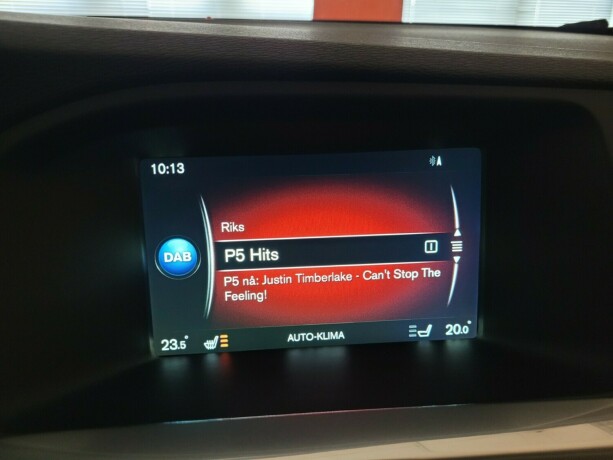 10:13
Riks
DAB
P5 Hits
P5 nå: Justin Timberlake - Can't Stop The
Feeling!
23.5°
AUTO-KLIMA
20.0°